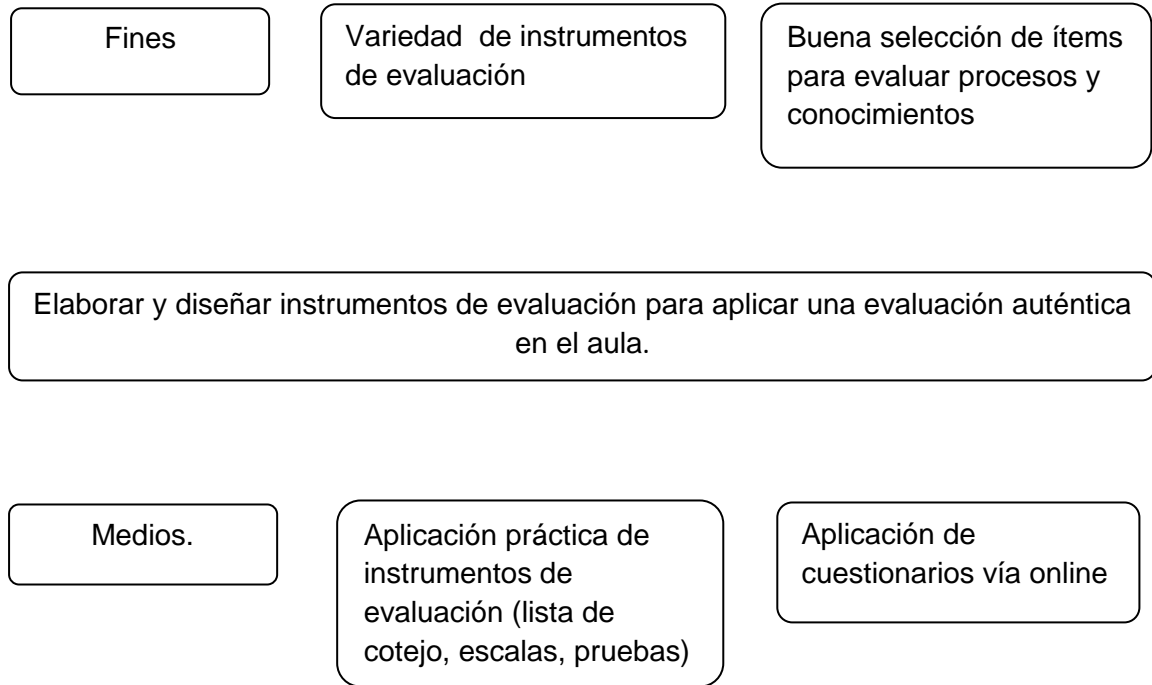 Fines
Variedad  de instrumentos
de evaluación
Buena selección de ítems
para evaluar procesos y
conocimientos
Elaborar y diseñar instrumentos de evaluación para aplicar una evaluación auténtica
en el aula.
Medios.
Aplicación práctica de
instrumentos de
evaluación (lista de
cotejo, escalas, pruebas)
Aplicación de
cuestionarios vía online